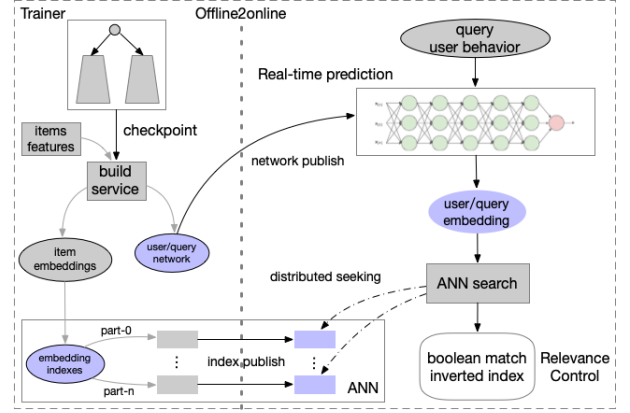 Trainer
Offline2online
query
user behavior
Real-time prediction
checkpoint
items
features
build
service
network publish
user/query
embedding
item
embeddings
user/query
network
distributed seeking
ANN search
part-0
embedding
indexes
index publish
part-n
ANN
boolean match
inverted index
Relevance
Control